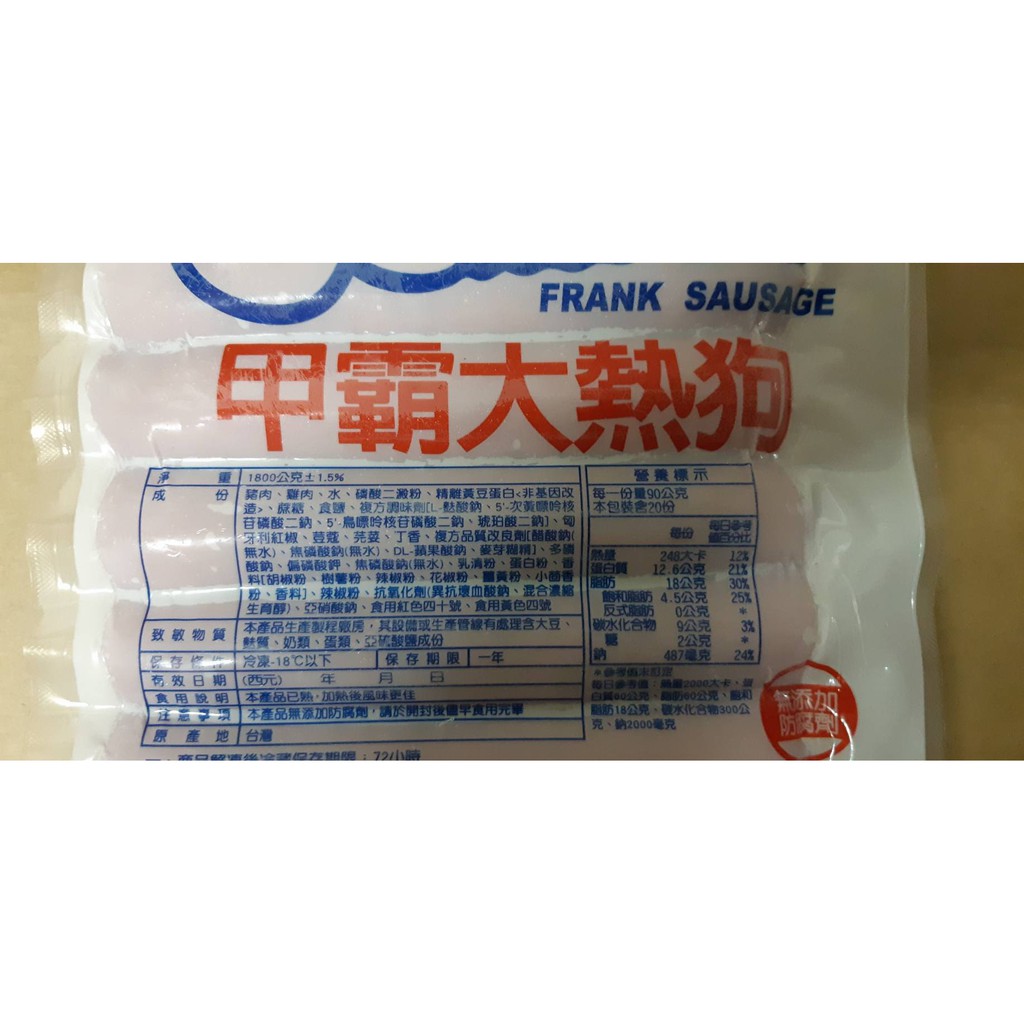 FRANK SAUSAGE
甲霸大熱狗
淨重 1800公克±1.5%
成份 豬肉、雞肉、水、磷酸二澱粉、精離黃豆蛋白<非基因改
造>、蔗糖、食鹽、複方調味劑[L-麩酸鈉、5'-次黃嘌呤核
苷磷酸二鈉、5'-鳥嘌呤核苷磷酸二鈉、琥珀酸二鈉]、匈
牙利紅椒、荳蔻、芫荽、丁香、複方品質改良劑[醋酸鈉(
無水)、焦磷酸鈉(無水)、DL-蘋果酸鈉、麥芽糊精]、多磷
酸鈉、偏磷酸鉀、焦磷酸鈉(無水)、乳清粉、蛋白粉、香
料[胡椒粉、樹薯粉、辣椒粉、花椒粉、薑黃粉、小茴香
粉、香料]、辣椒粉、抗氧化劑(異抗壞血酸鈉、混合濃縮
生育醇)、亞硝酸鈉、食用紅色四十號、食用黃色四號
致敏物質 本產品生產製程廠房，其設備或生產管線有處理含大豆、
麩質、奶類、蛋類、亞硫酸鹽成份
保存條件 冷凍-18℃以下 保存期限 一年
有效日期 (西元) 年 月 日
食用說明 本產品已熟，加熱後風味更佳
注意事項 本產品無添加防腐劑，請於開封後儘早食用完畢
原產地 台灣
商品解凍後冷藏保存期限：72小時
營養標示
每一份量90公克
本包裝含20份
每份 每日參考值百分比
熱量 248大卡 12%
蛋白質 12.6公克 21%
脂肪 18公克 30%
飽和脂肪 4.5公克 25%
反式脂肪 0公克 *
碳水化合物 9公克 3%
糖 2公克 *
鈉 487毫克 24%
*參考值未訂定
每日參考值：熱量2000大卡、蛋
白質60公克、脂肪60公克、飽和
脂肪18公克、碳水化合物300公
克、鈉2000毫克
無添加
防腐劑